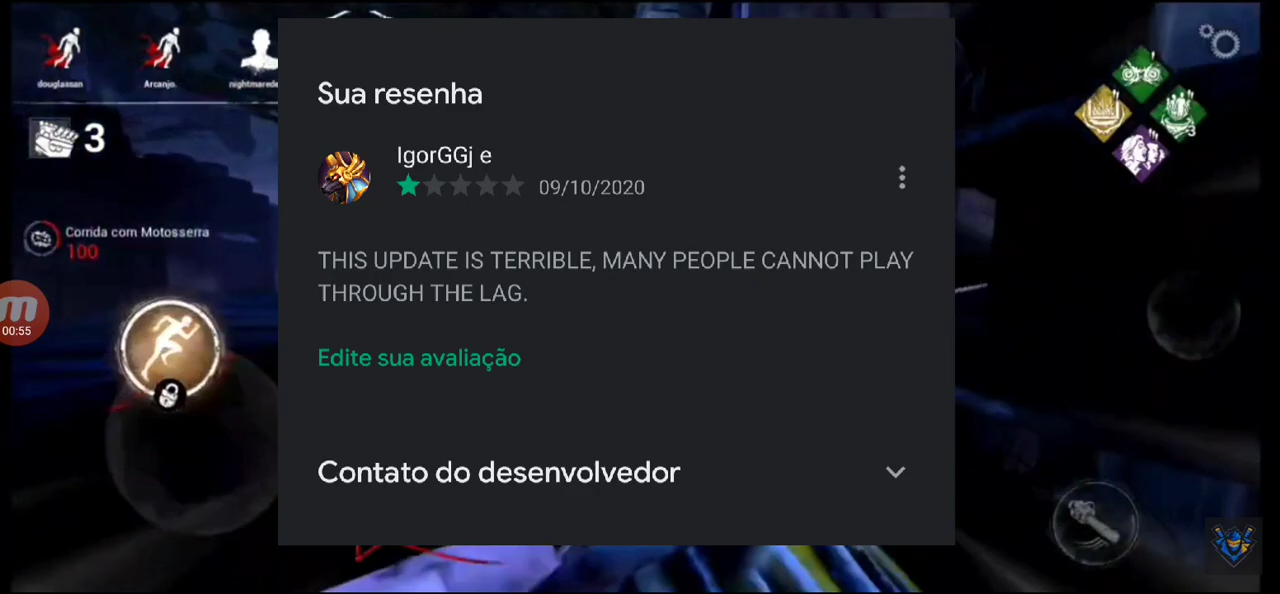 douglassan
Arcanjo.
nightmarede
3
3
Corrida com Motosserra
100
m
00:55
Sua resenha
IgorGGj e
09/10/2020
THIS UPDATE IS TERRIBLE, MANY PEOPLE CANNOT PLAY
THROUGH THE LAG.
Edite sua avaliação
Contato do desenvolvedor